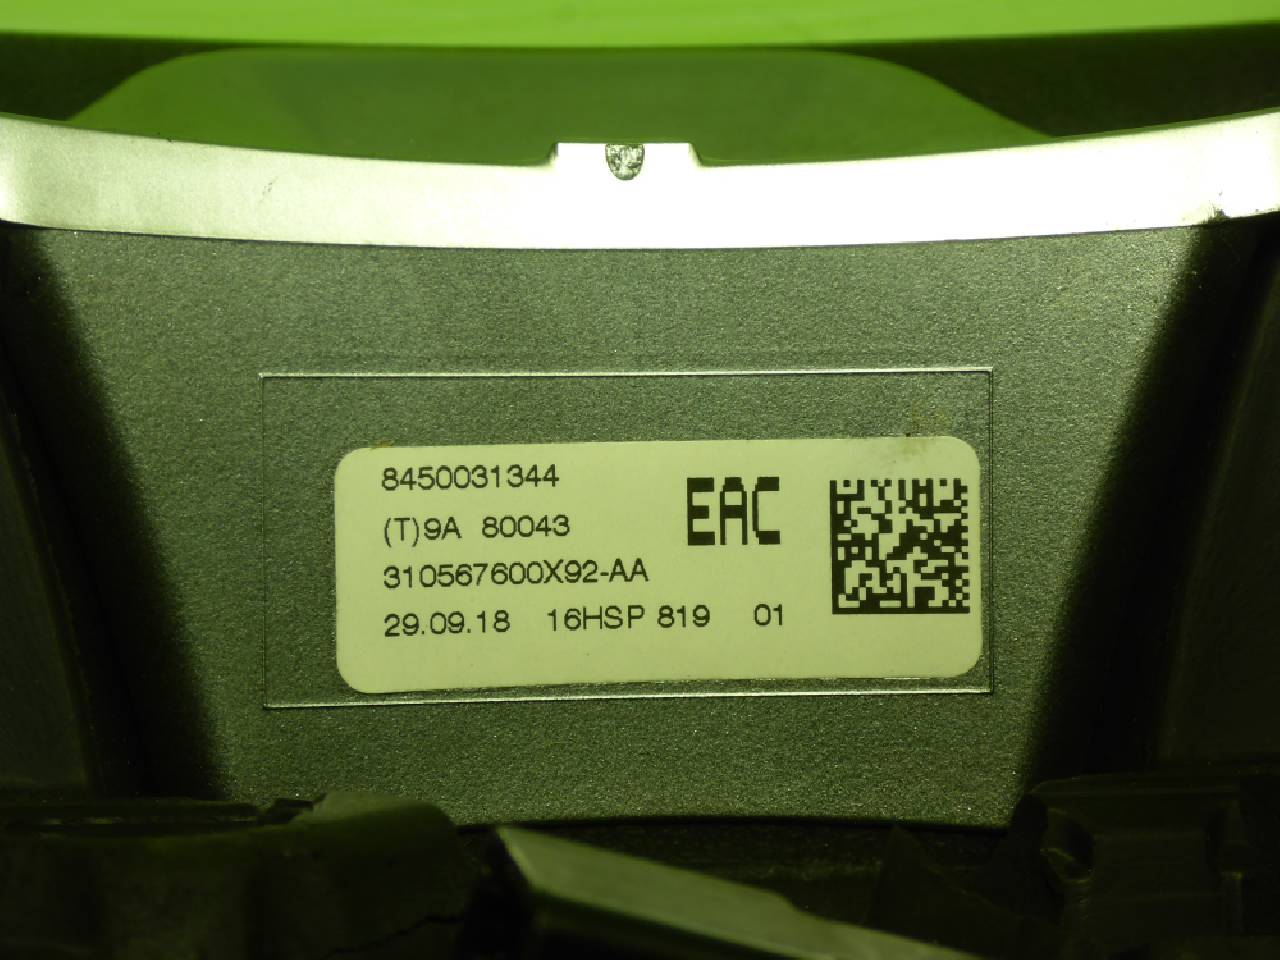 8450031344
(T)9A 80043
EAC
310567600X92-AA
29.09.18 16HSP 819 01